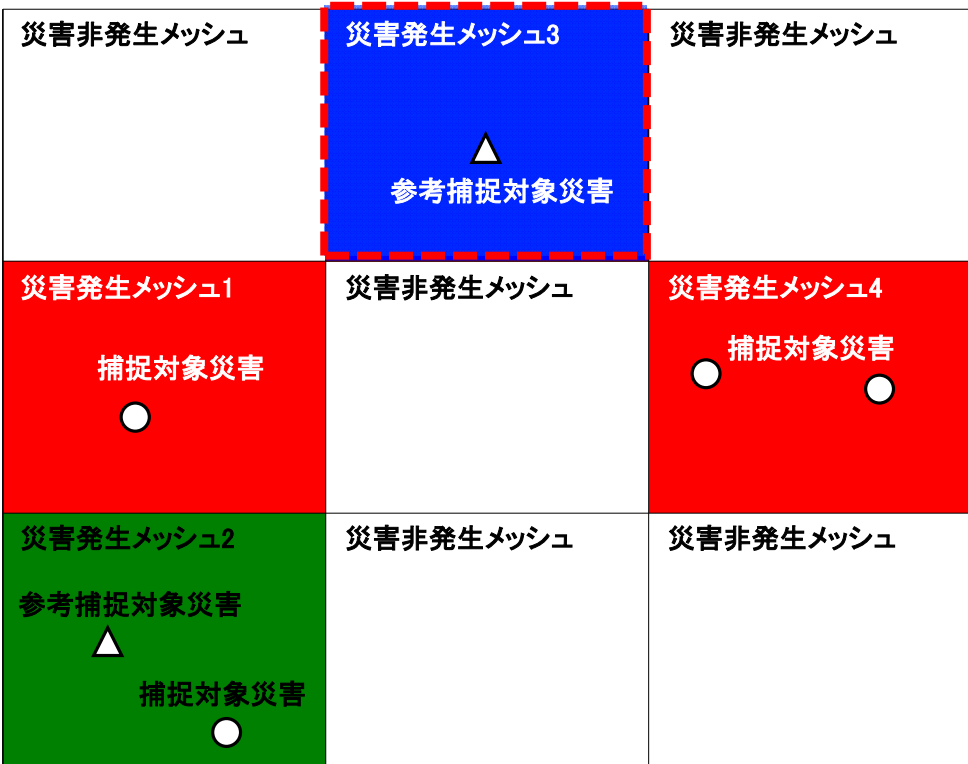 災害非発生メッシュ
災害発生メッシュ3
災害非発生メッシュ
参考捕捉対象災害
災害発生メッシュ1
災害非発生メッシュ
災害発生メッシュ4
捕捉対象災害
捕捉対象災害
災害発生メッシュ2
災害非発生メッシュ
災害非発生メッシュ
参考捕捉対象災害
捕捉対象災害